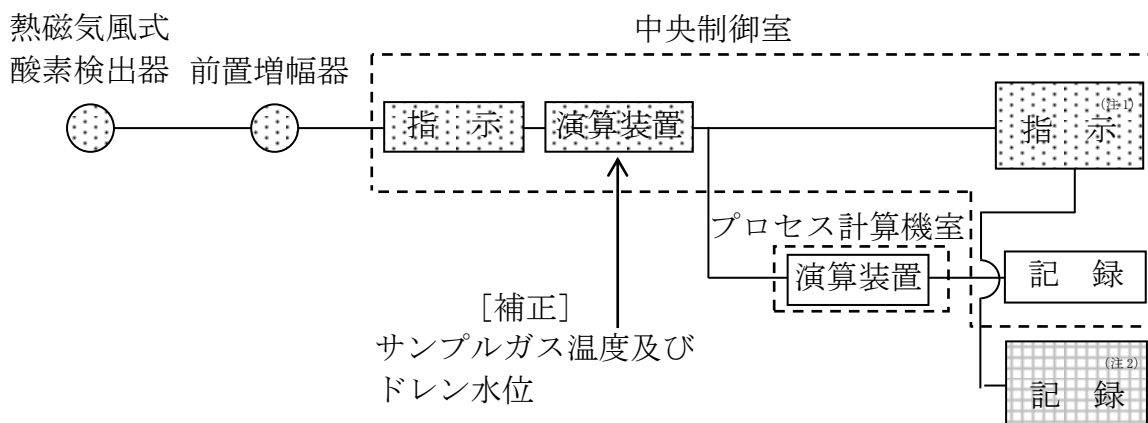 熱磁気風式
酸素検出器
前置増幅器
中央制御室
指 示
演算装置
(注1)
指 示
プロセス計算機室
演算装置
記 録
[補正]
サンプルガス温度及び
ドレン水位
(注2)
記 録